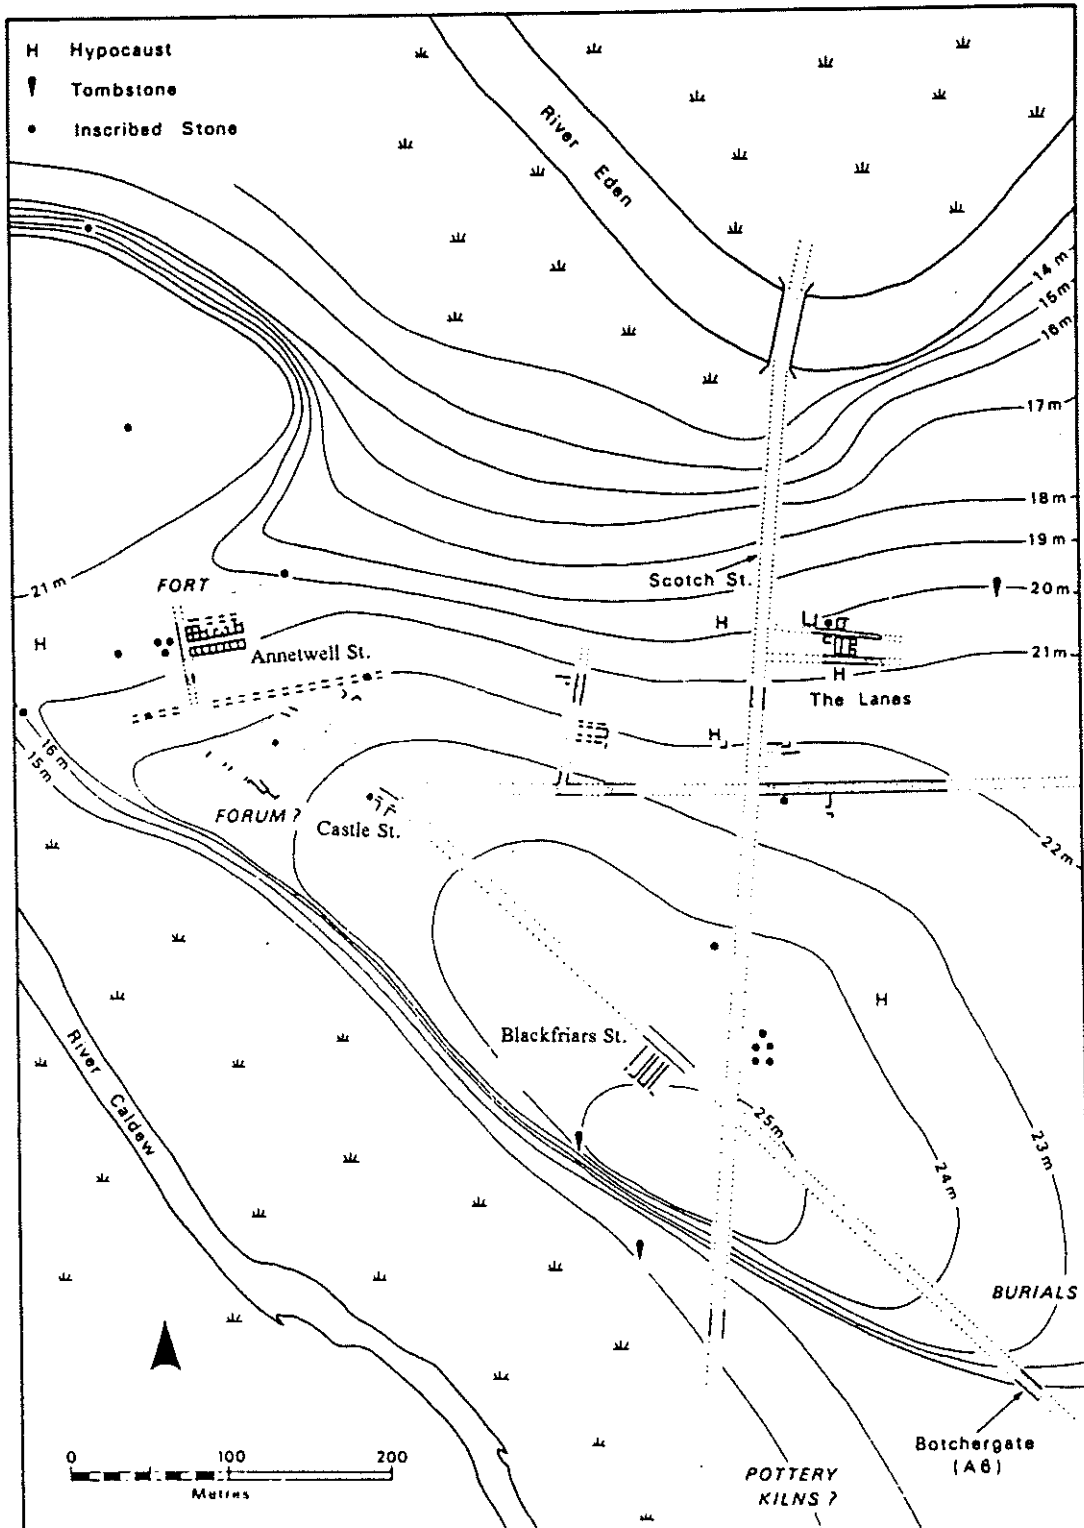 H Hypocaust
Tombstone
Inscribed Stone
River Eden
14 m
15 m
16 m
17 m
18 m
19 m
Scotch St.
20 m
21 m
FORT
H
H
Annetwell St.
21 m
H
The Lanes
H
16 m
15 m
FORUM ?
Castle St.
22 m
H
Blackfriars St.
River Caldew
25 m
23 m
24 m
BURIALS
Botchergate
(A6)
0 100 200
Metres
POTTERY
KILNS ?